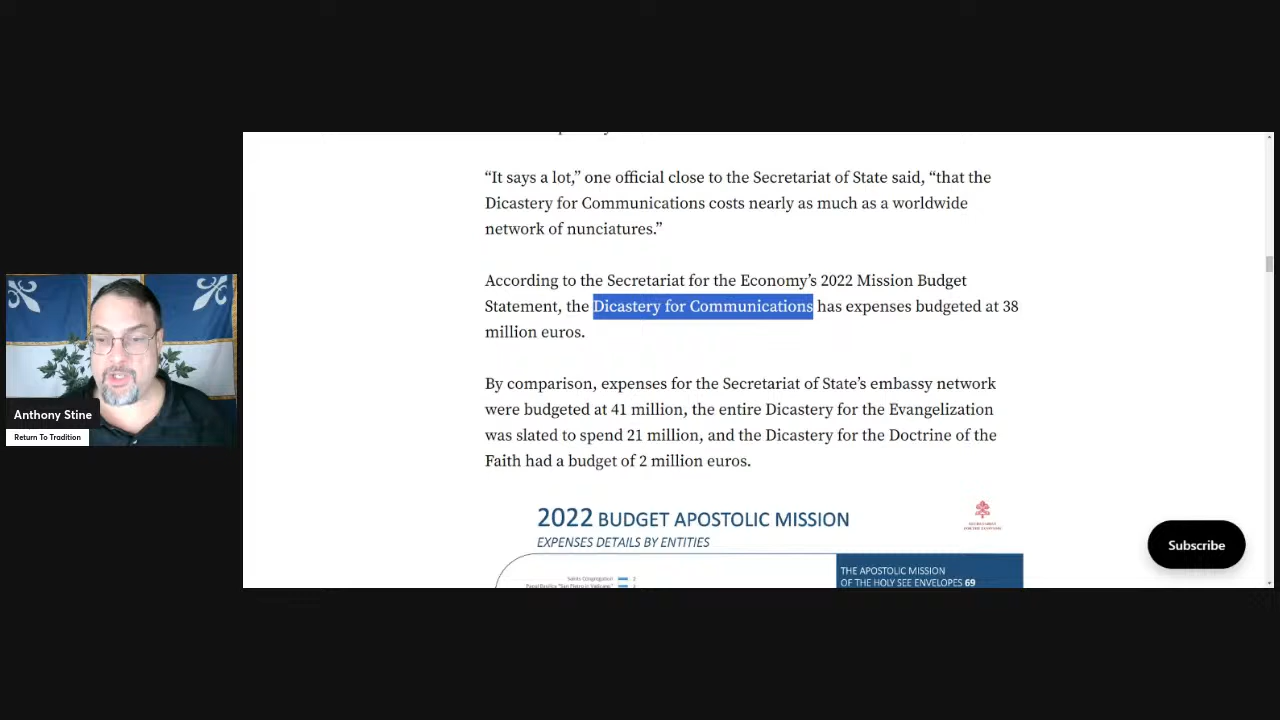 “It says a lot,” one official close to the Secretariat of State said, “that the
Dicastery for Communications costs nearly as much as a worldwide
network of nunciatures.”
According to the Secretariat for the Economy’s 2022 Mission Budget
Statement, the Dicastery for Communications has expenses budgeted at 38
million euros.
By comparison, expenses for the Secretariat of State’s embassy network
were budgeted at 41 million, the entire Dicastery for the Evangelization
was slated to spend 21 million, and the Dicastery for the Doctrine of the
Faith had a budget of 2 million euros.
2022 BUDGET APOSTOLIC MISSION
EXPENSES DETAILS BY ENTITIES
THE APOSTOLIC MISSION
OF THE HOLY SEE ENVELOPES 69
Saints Congregation 2
Anthony Stine
Return To Tradition
Subscribe